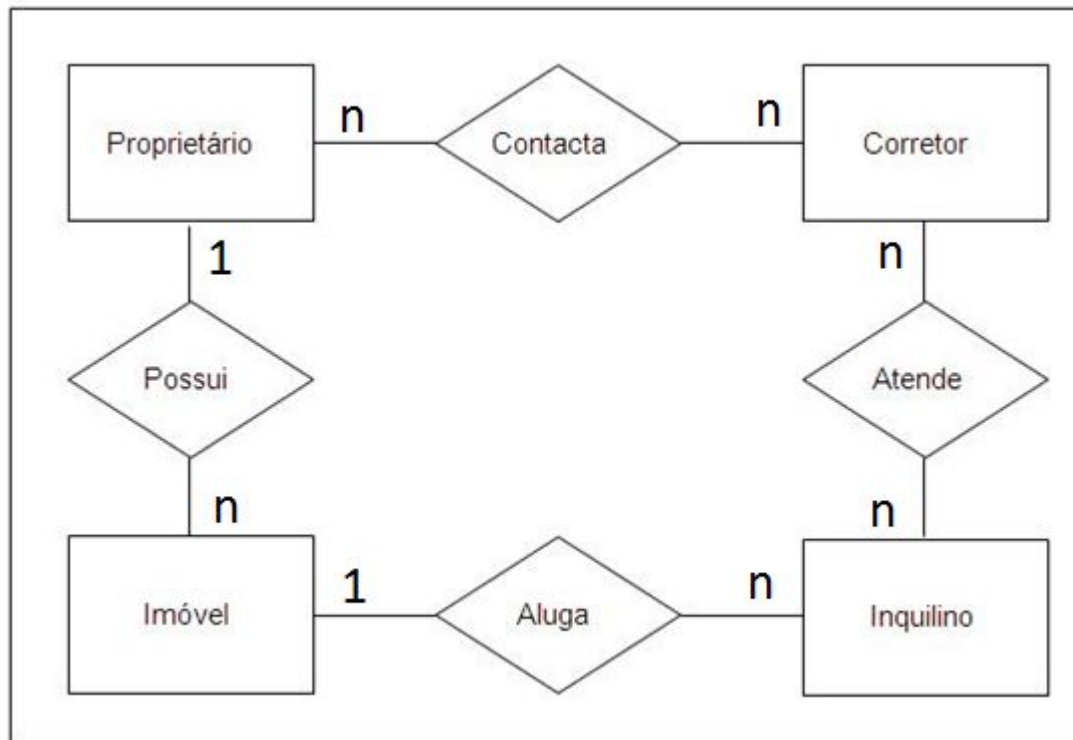 Proprietário
n
Contacta
n
Corretor
1
n
Possui
Atende
n
n
Imóvel
1
Aluga
n
Inquilino